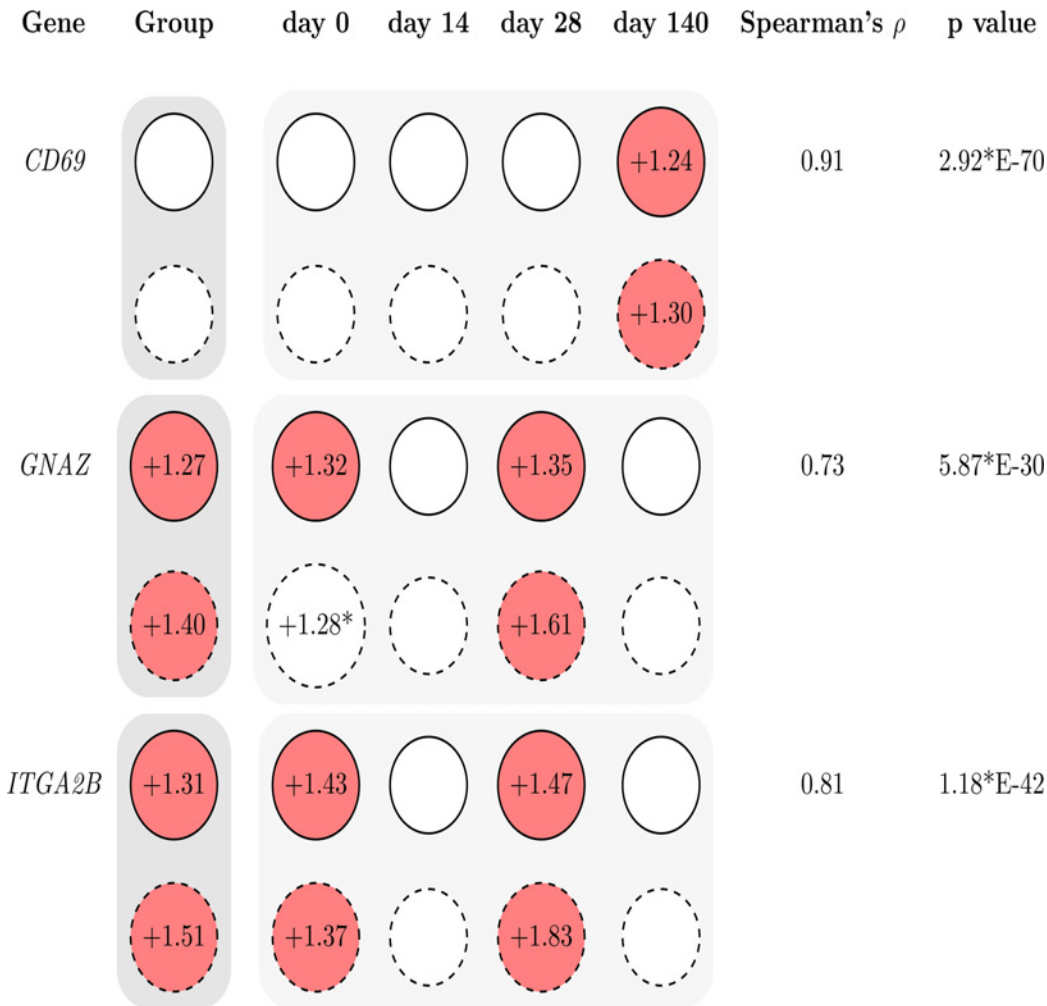 Gene Group day 0 day 14 day 28 day 140 Spearman's ρ p value
CD69 +1.24 0.91 2.92*E-70
+1.30
GNAZ +1.27 +1.32 +1.35 0.73 5.87*E-30
+1.40 +1.28* +1.61
ITGA2B +1.31 +1.43 +1.47 0.81 1.18*E-42
+1.51 +1.37 +1.83